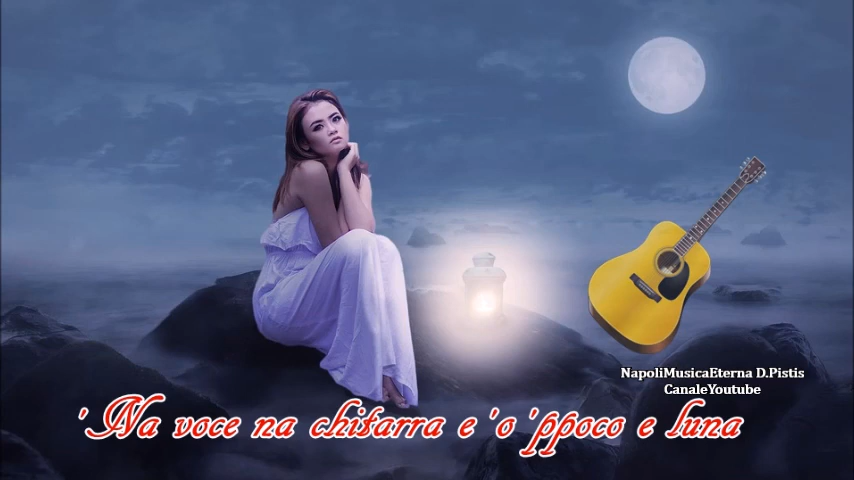 NapoliMusicaEterna D.Pistis
CanaleYoutube
'Na voce na chitarra e 'o 'ppoco e luna